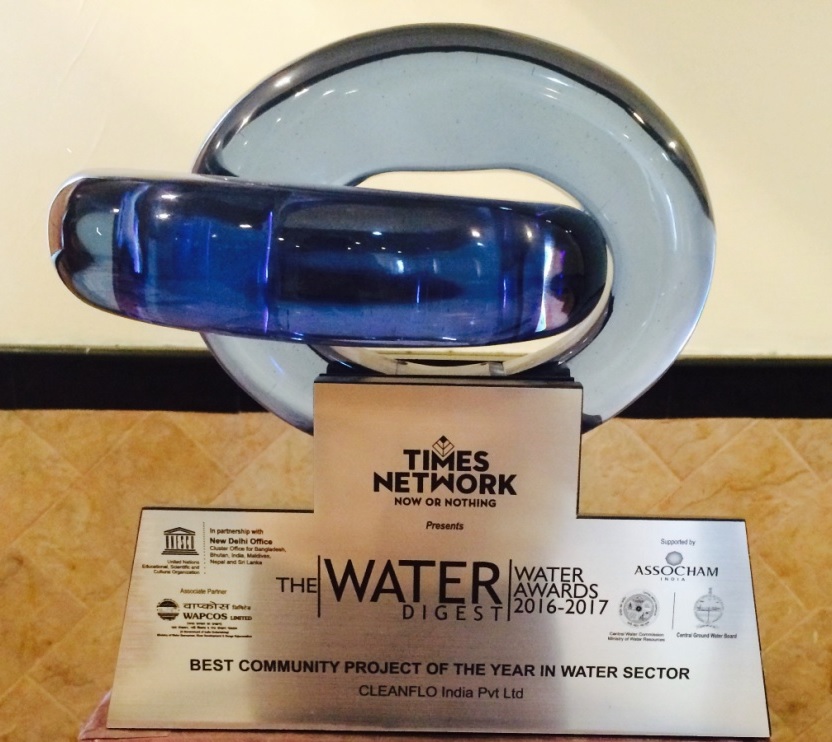 TIMES
NETWORK
NOW OR NOTHING
Presents
United Nations
Educational, Scientific and
Cultural Organization
In partnership with
New Delhi Office
Cluster Office for Bangladesh,
Bhutan, India, Maldives,
Nepal and Sri Lanka
Associate Partner
वाप्कोस लिमिटेड
WAPCOS LIMITED
THE WATER DIGEST
WATER
AWARDS
2016-2017
Supported by
ASSOCHAM
INDIA
Central Water Commission
Ministry of Water Resources
Central Ground Water Board
BEST COMMUNITY PROJECT OF THE YEAR IN WATER SECTOR
CLEANFLO India Pvt Ltd